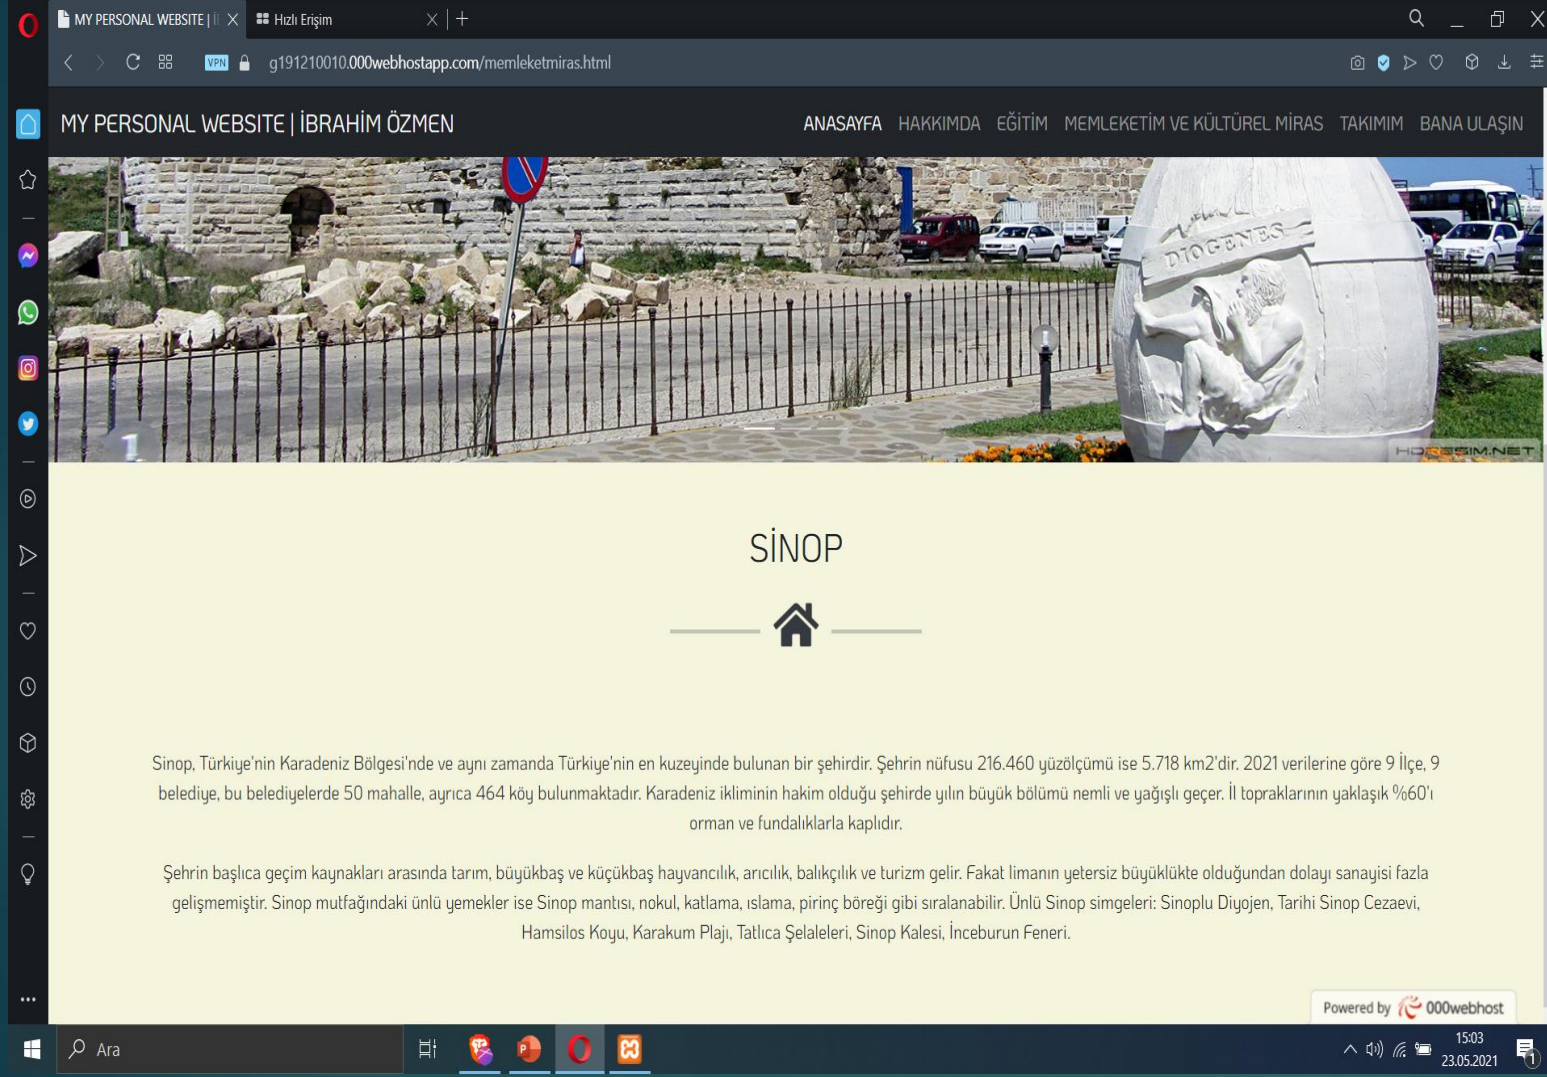 MY PERSONAL WEBSITE | İ
Hızlı Erişim
VPN
g191210010.000webhostapp.com/memleketmiras.html
MY PERSONAL WEBSITE | İBRAHİM ÖZMEN
ANASAYFA HAKKIMDA EĞİTİM MEMLEKETİM VE KÜLTÜREL MİRAS TAKIMIM BANA ULAŞIN
DIOGENES
1
HDRESIM.NET
SİNOP
Sinop, Türkiye'nin Karadeniz Bölgesi'nde ve aynı zamanda Türkiye'nin en kuzeyinde bulunan bir şehirdir. Şehrin nüfusu 216.460 yüzölçümü ise 5.718 km2'dir. 2021 verilerine göre 9 İlçe, 9
belediye, bu belediyelerde 50 mahalle, ayrıca 464 köy bulunmaktadır. Karadeniz ikliminin hakim olduğu şehirde yılın büyük bölümü nemli ve yağışlı geçer. İl topraklarının yaklaşık %60'ı
orman ve fundalıklarla kaplıdır.
Şehrin başlıca geçim kaynakları arasında tarım, büyükbaş ve küçükbaş hayvancılık, arıcılık, balıkçılık ve turizm gelir. Fakat limanın yetersiz büyüklükte olduğundan dolayı sanayisi fazla
gelişmemiştir. Sinop mutfağındaki ünlü yemekler ise Sinop mantısı, nokul, katlama, ıslama, pirinç böreği gibi sıralanabilir. Ünlü Sinop simgeleri: Sinoplu Diyojen, Tarihi Sinop Cezaevi,
Hamsilos Koyu, Karakum Plajı, Tatlıca Şelaleleri, Sinop Kalesi, İnceburun Feneri.
Powered by 000webhost
Ara
15:03
23.05.2021
1